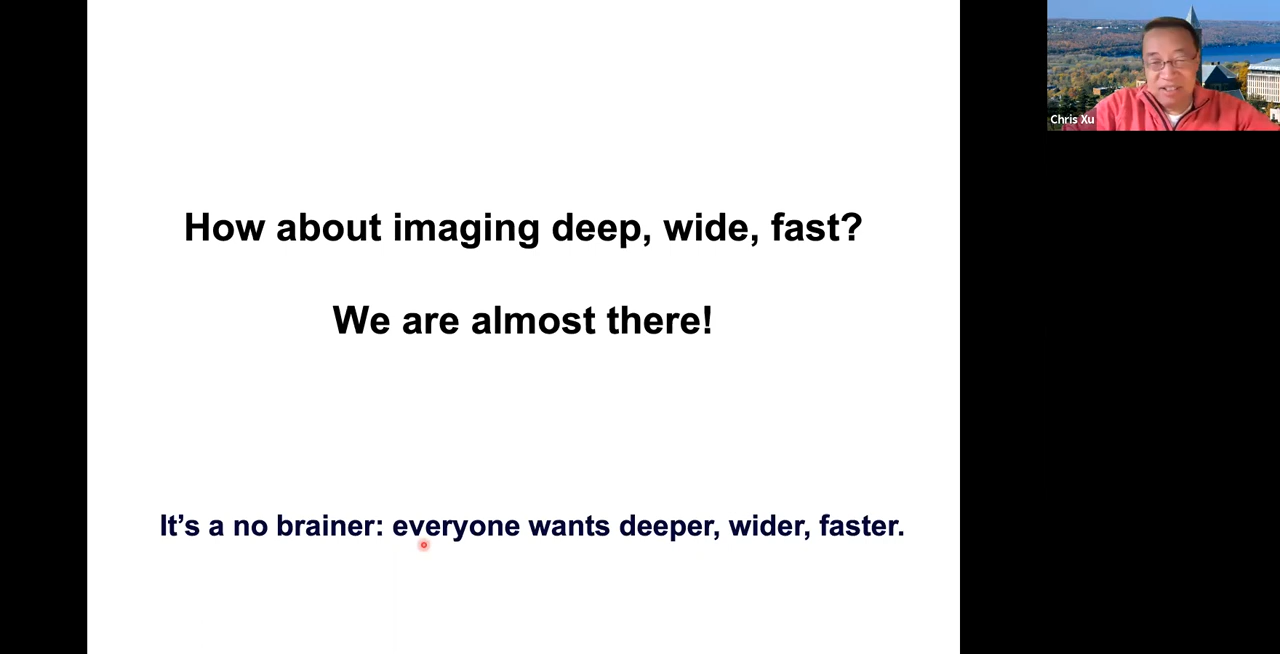 How about imaging deep, wide, fast?
We are almost there!
It’s a no brainer: everyone wants deeper, wider, faster.
Chris Xu